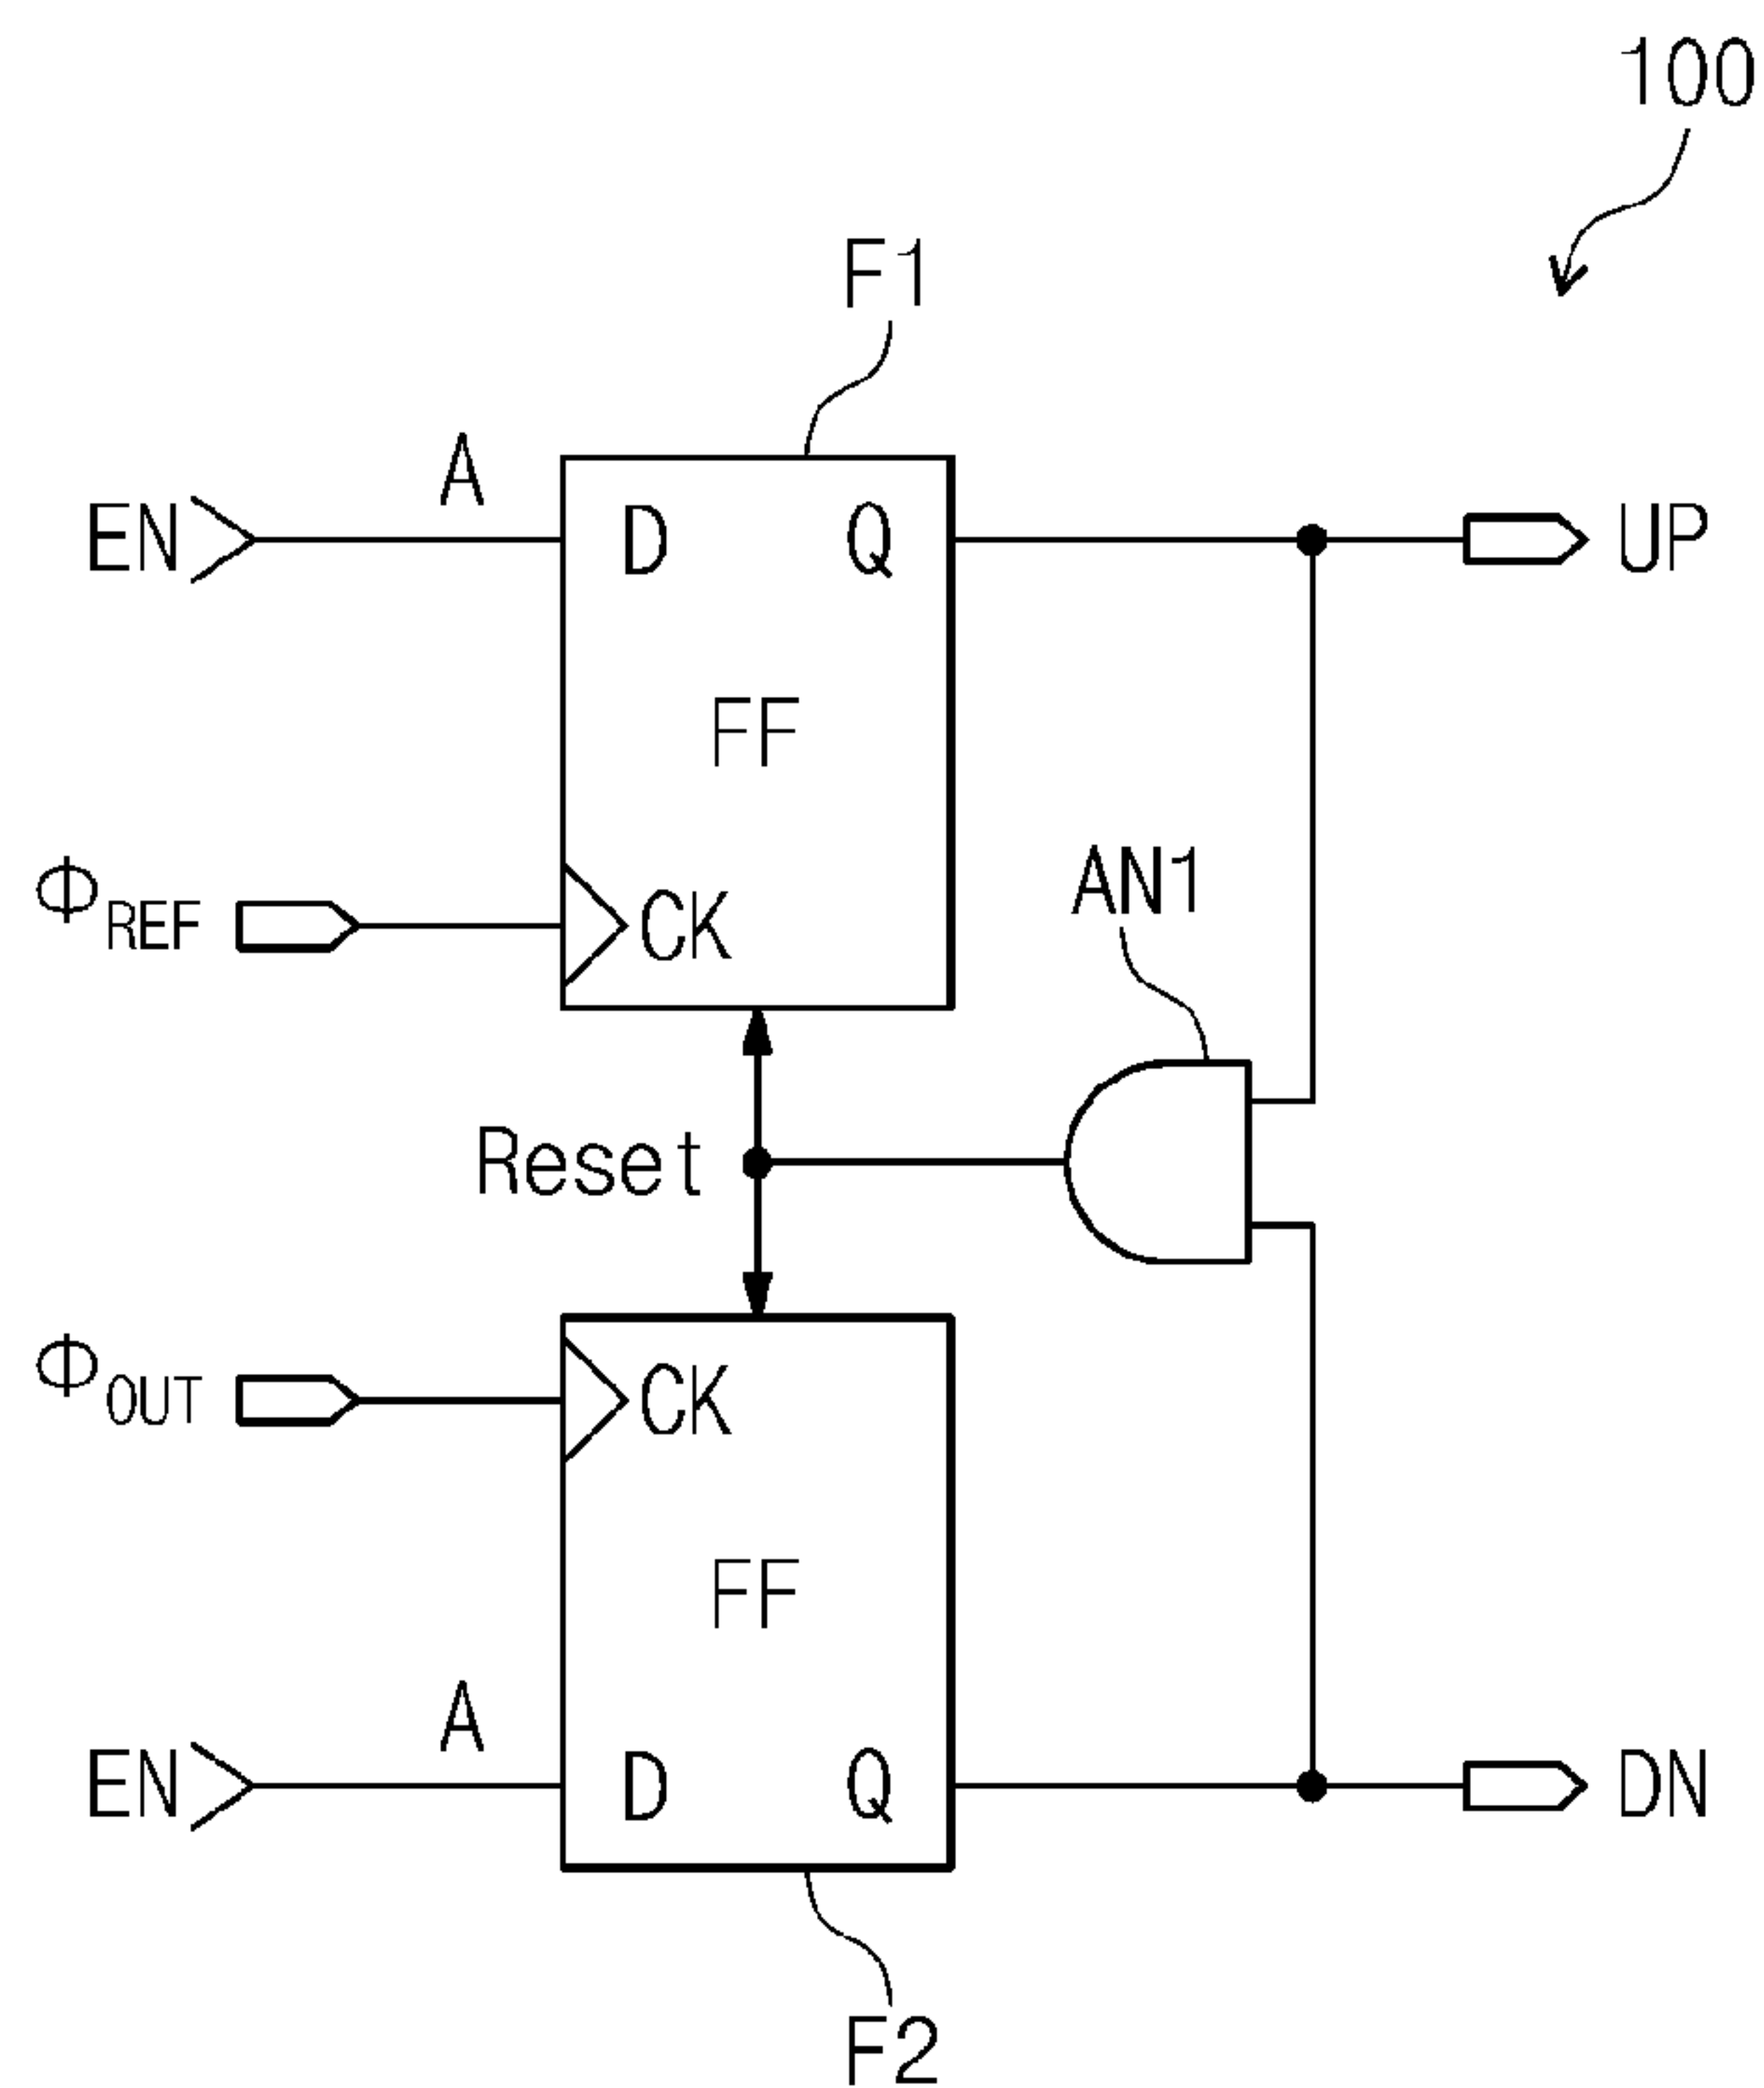 100
F1
A
EN
D
Q
UP
FF
AN1
ΦREF
CK
Reset
ΦOUT
CK
FF
A
EN
D
Q
DN
F2